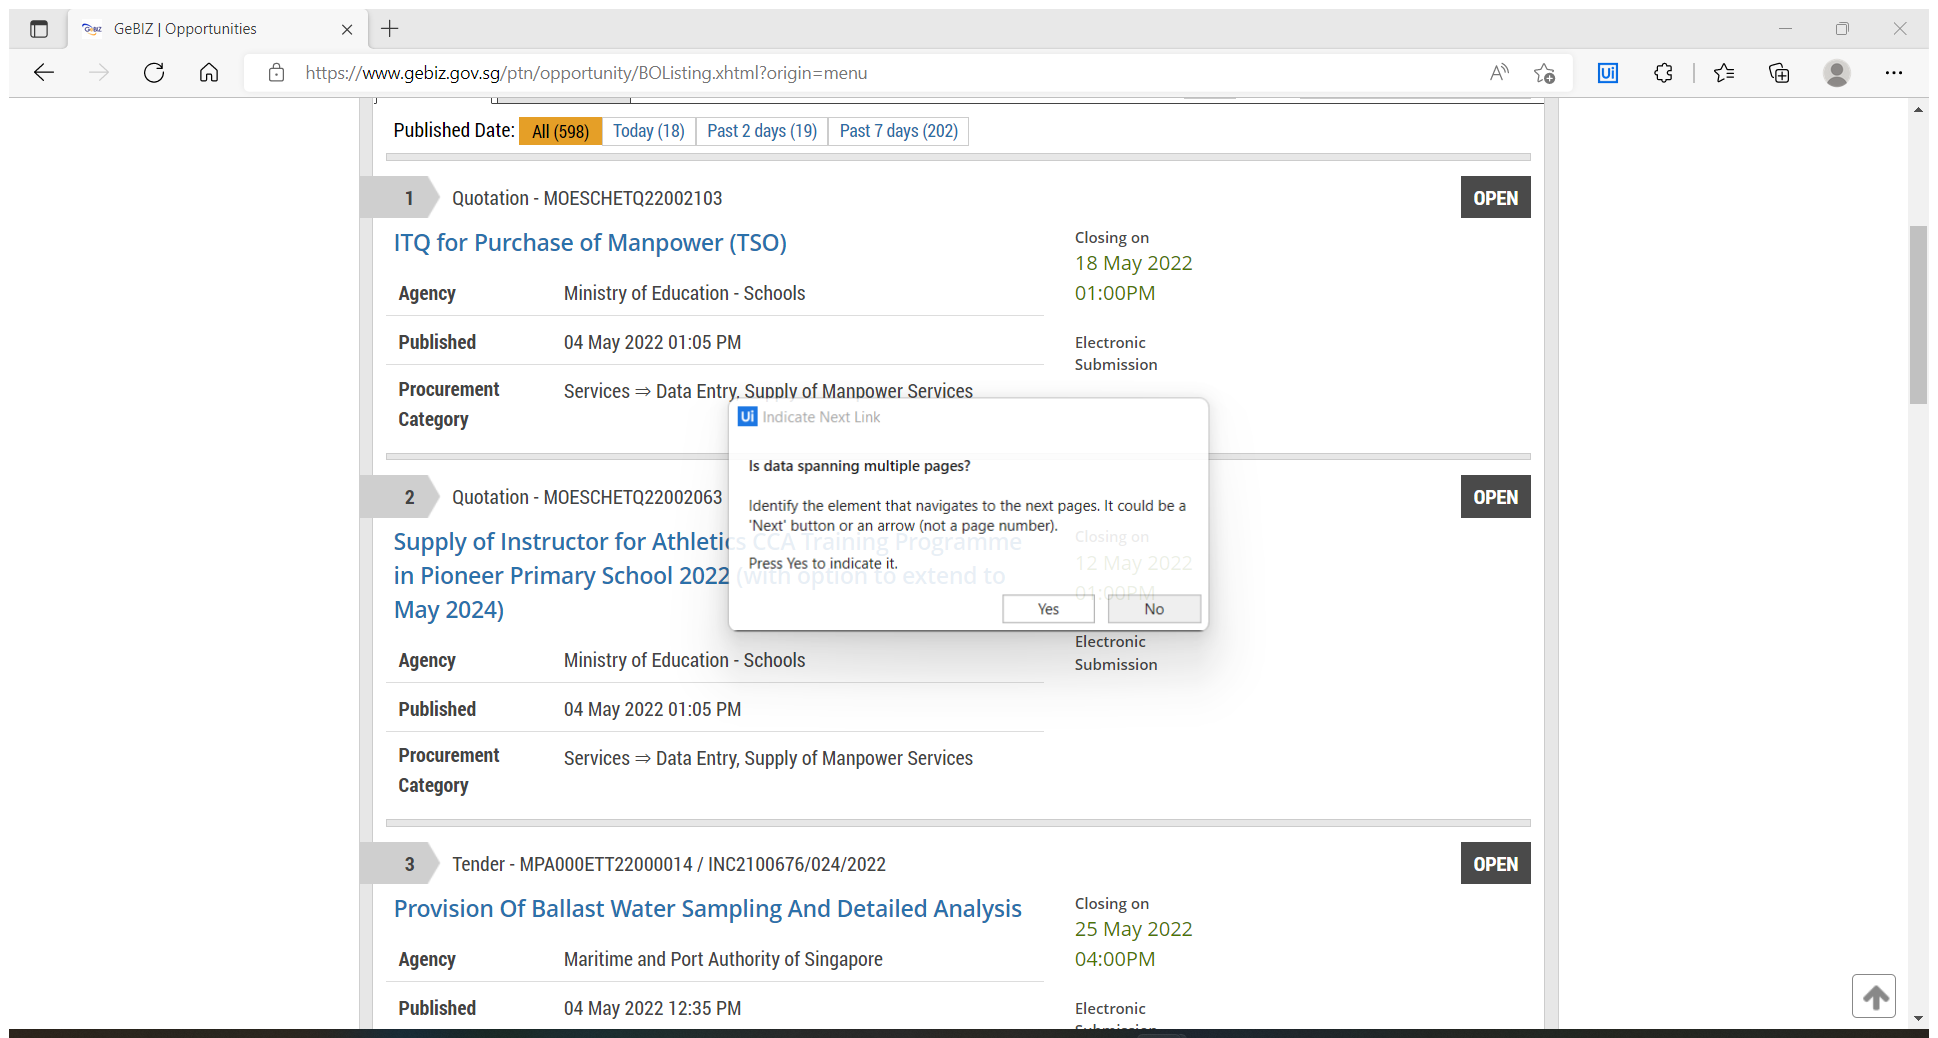 GeBIZ | Opportunities
https://www.gebiz.gov.sg/ptn/opportunity/BOListing.xhtml?origin=menu
Published Date: All (598) Today (18) Past 2 days (19) Past 7 days (202)
1 Quotation - MOESCHETQ22002103 OPEN
ITQ for Purchase of Manpower (TSO)
Closing on
18 May 2022
01:00PM
Agency Ministry of Education - Schools
Published 04 May 2022 01:05 PM
Electronic
Submission
Procurement
Category
Services ⇒ Data Entry, Supply of Manpower Services
Ui Indicate Next Link
Is data spanning multiple pages?
Identify the element that navigates to the next pages. It could be a
'Next' button or an arrow (not a page number).
Press Yes to indicate it.
Yes No
2 Quotation - MOESCHETQ22002063 OPEN
Supply of Instructor for Athletics CCA Training Programme
in Pioneer Primary School 2022 (with option to extend to
May 2024)
Closing on
12 May 2022
01:00PM
Electronic
Submission
Agency Ministry of Education - Schools
Published 04 May 2022 01:05 PM
Procurement
Category
Services ⇒ Data Entry, Supply of Manpower Services
3 Tender - MPA000ETT22000014 / INC2100676/024/2022 OPEN
Provision Of Ballast Water Sampling And Detailed Analysis
Closing on
25 May 2022
04:00PM
Agency Maritime and Port Authority of Singapore
Published 04 May 2022 12:35 PM
Electronic
Submission